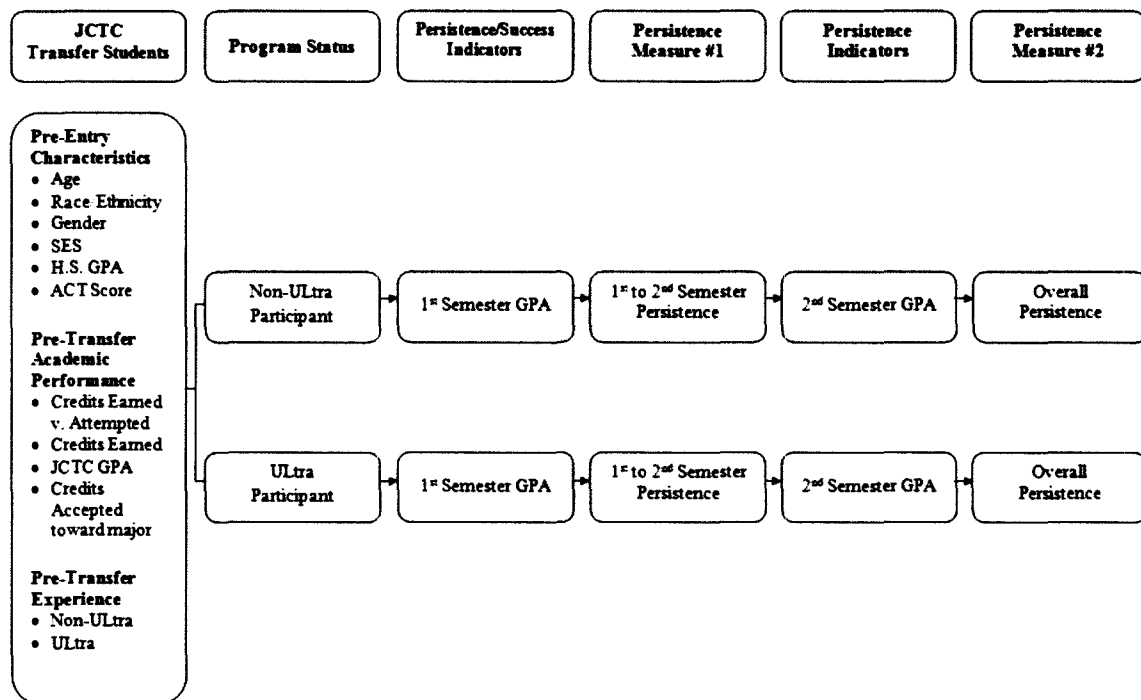 JCTC
Transfer Students
Program Status
Persistence/Success
Indicators
Persistence
Measure #1
Persistence
Indicators
Persistence
Measure #2
Pre-Entry
Characteristics
• Age
• Race Ethnicity
• Gender
• SES
• H.S. GPA
• ACT Score
Pre-Transfer
Academic
Performance
• Credits Earned
v. Attempted
• Credits Earned
• JCTC GPA
• Credits
Accepted
toward major
Pre-Transfer
Experience
• Non-ULtra
• ULtra
Non-ULtra
Participant
1st Semester GPA
1st to 2nd Semester
Persistence
2nd Semester GPA
Overall
Persistence
ULtra
Participant
1st Semester GPA
1st to 2nd Semester
Persistence
2nd Semester GPA
Overall
Persistence